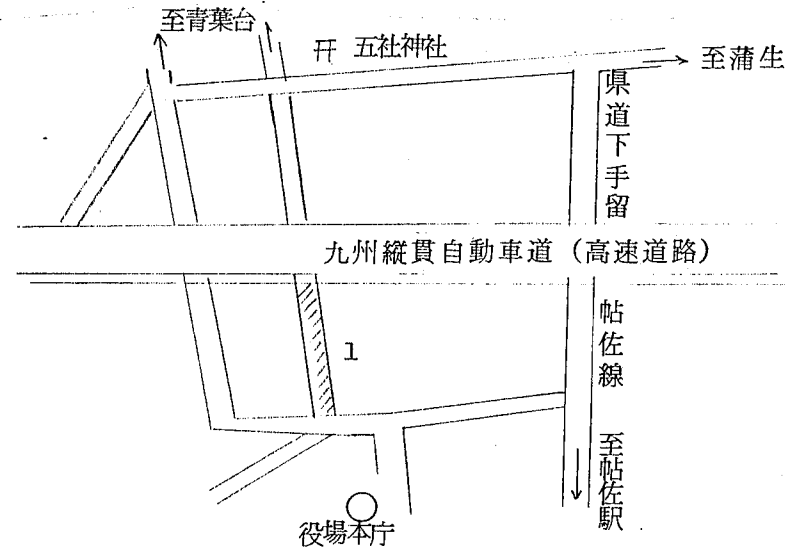 至青葉台
五社神社
至蒲生
県道下手留
九州縦貫自動車道（高速道路）
帖佐線
1
至帖佐駅
役場本庁